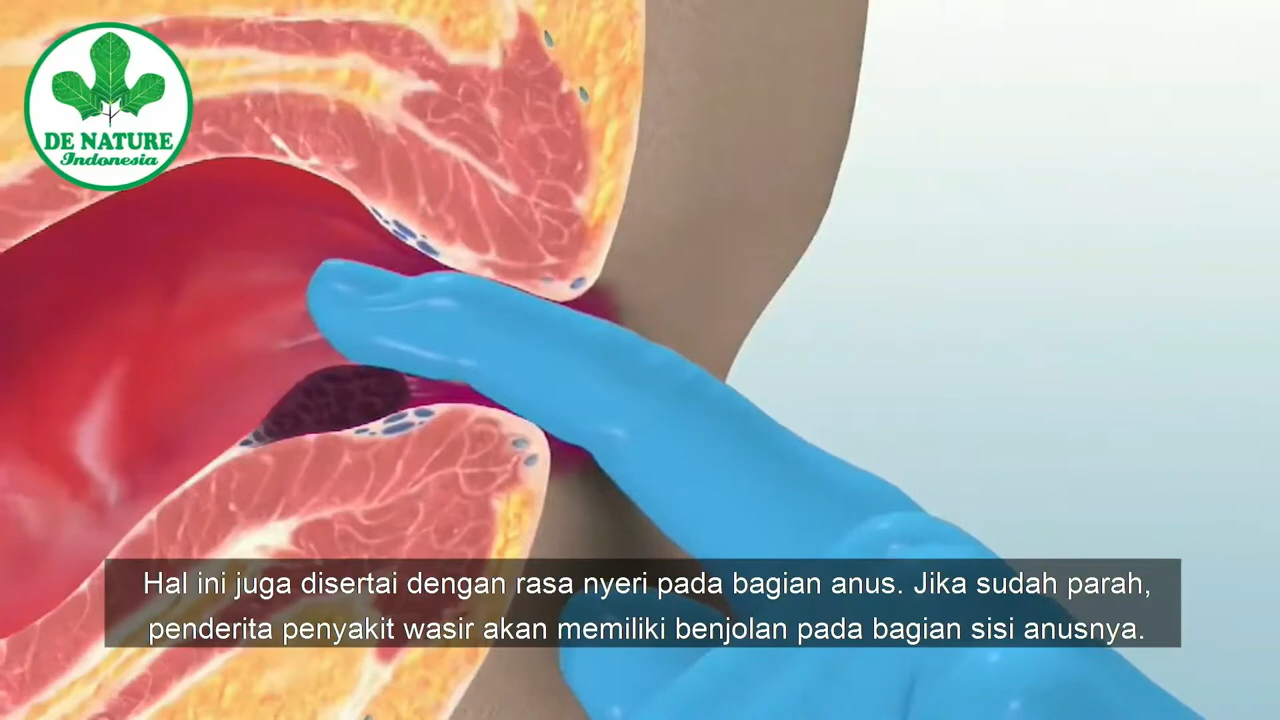 DE NATURE
Indonesia
Hal ini juga disertai dengan rasa nyeri pada bagian anus. Jika sudah parah,
penderita penyakit wasir akan memiliki benjolan pada bagian sisi anusnya.